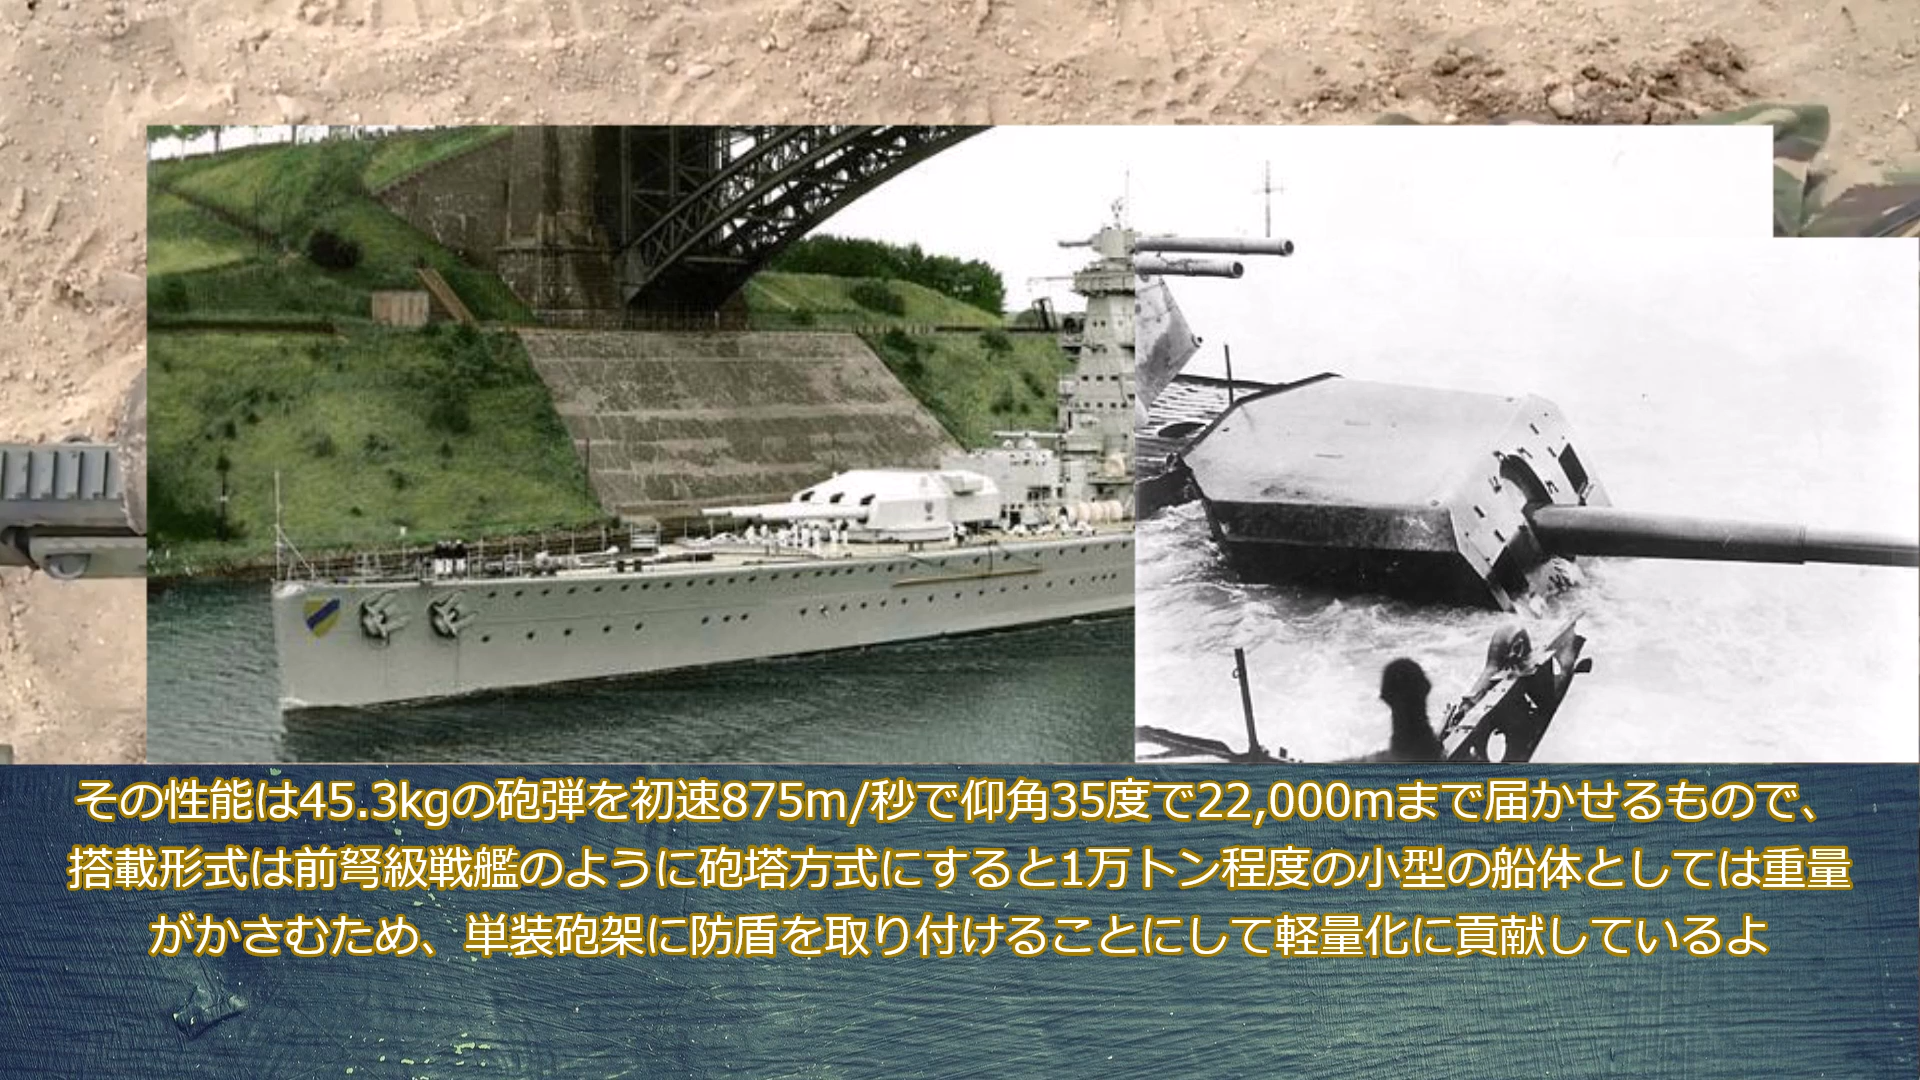 その性能は45.3kgの砲弾を初速875m/秒で仰角35度で22,000mまで届かせるもので、
搭載形式は前弩級戦艦のように砲塔方式にすると1万トン程度の小型の船体としては重量
がかさむため、単装砲架に防盾を取り付けることにして軽量化に貢献しているよ